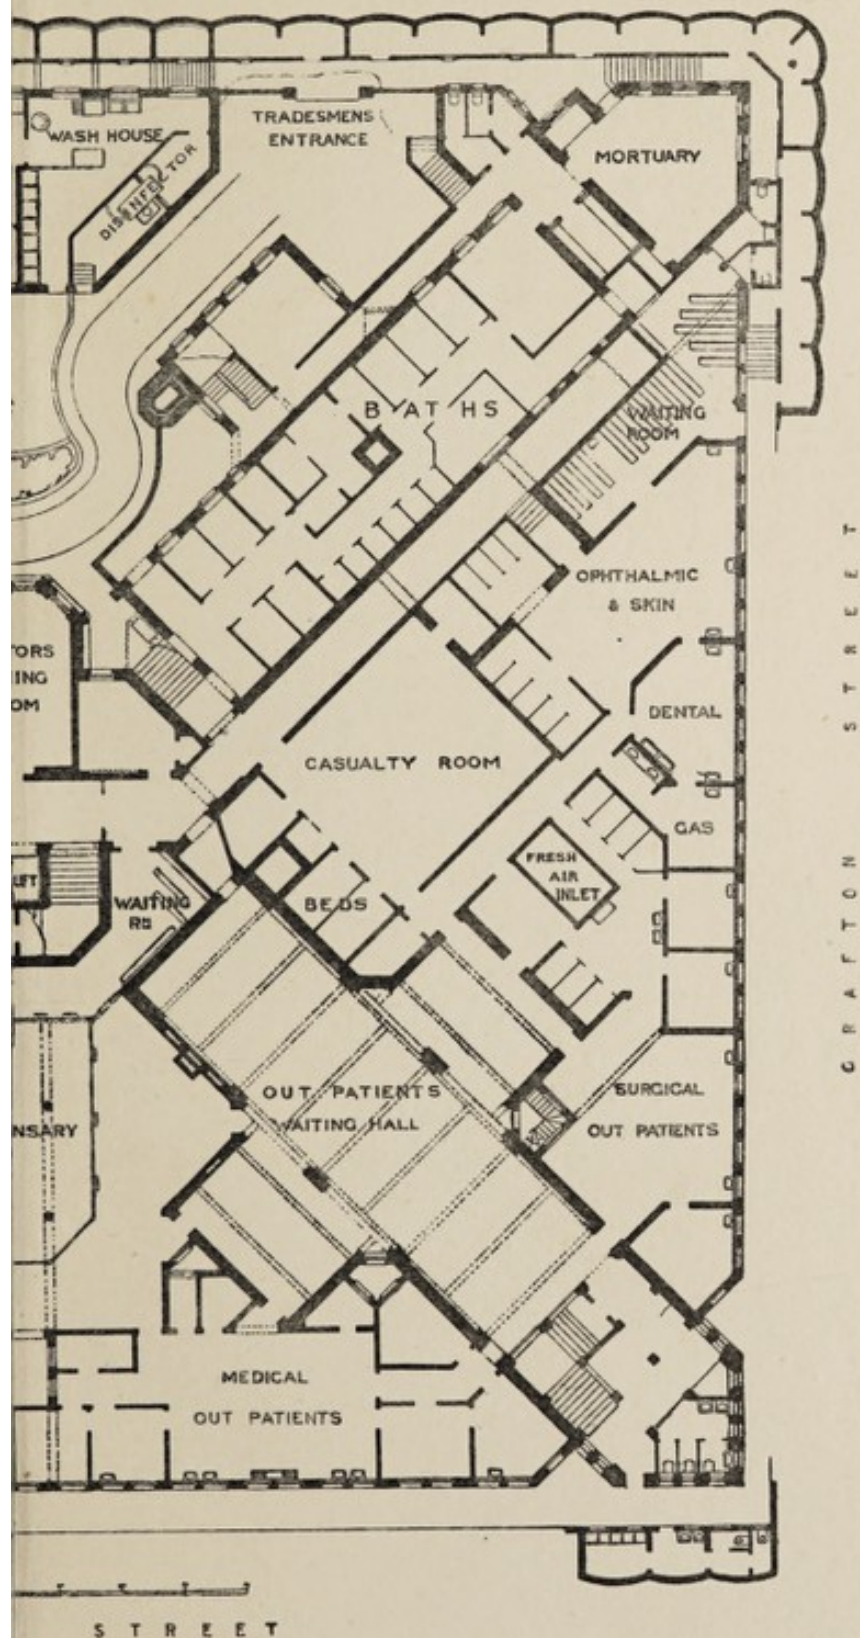 WASH HOUSE
DISINFECTOR
TRADESMENS
ENTRANCE
MORTUARY
BATHS
WAITING
ROOM
OPHTHALMIC
& SKIN
TORS
ING
OM
DENTAL
CASUALTY ROOM
GAS
FRESH
AIR
INLET
LIFT
WAITING
RM
BEDS
OUT PATIENTS
WAITING HALL
NSARY
SURGICAL
OUT PATIENTS
MEDICAL
OUT PATIENTS
GRAFTON STREET
STREET